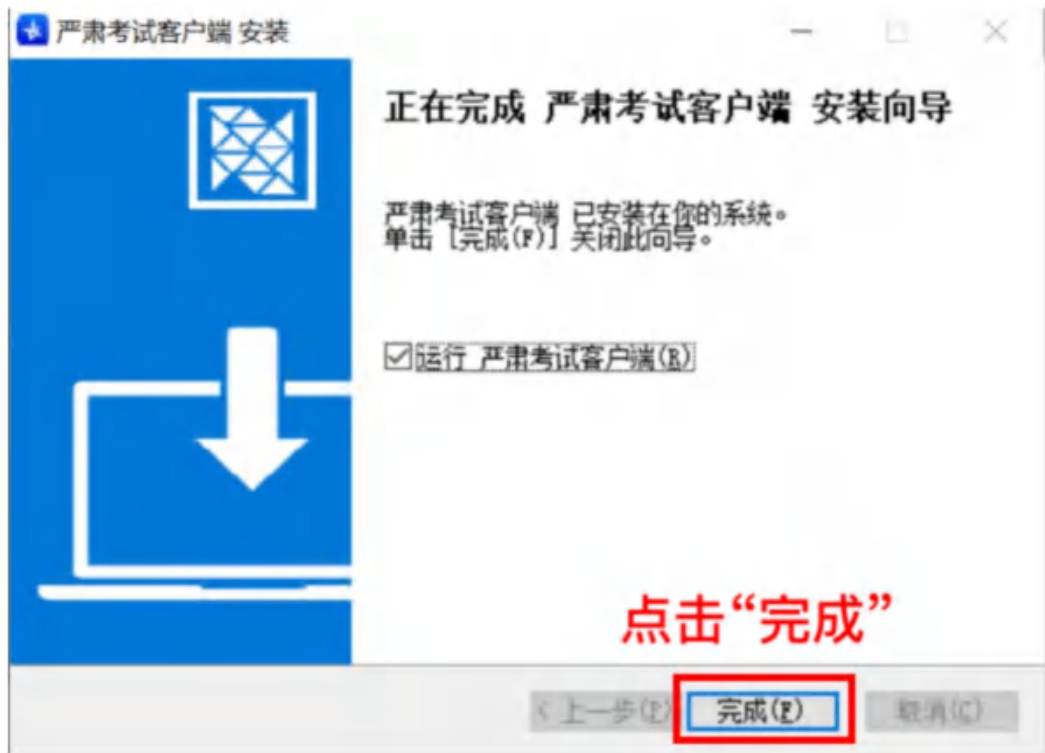 严肃考试客户端 安装
正在完成 严肃考试客户端 安装向导
严肃考试客户端 已安装在你的系统。
单击 [完成(F)] 关闭此向导。
运行 严肃考试客户端(R)
点击“完成”
< 上一步(P) 完成(F) 取消(C)